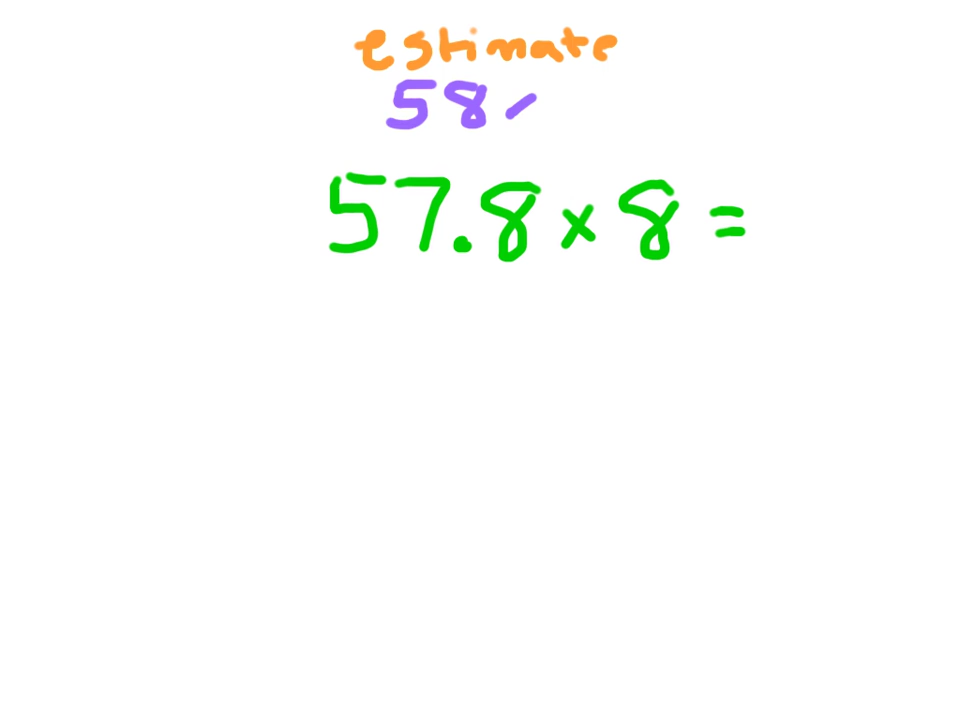 estimate
58
57.8 × 8 =